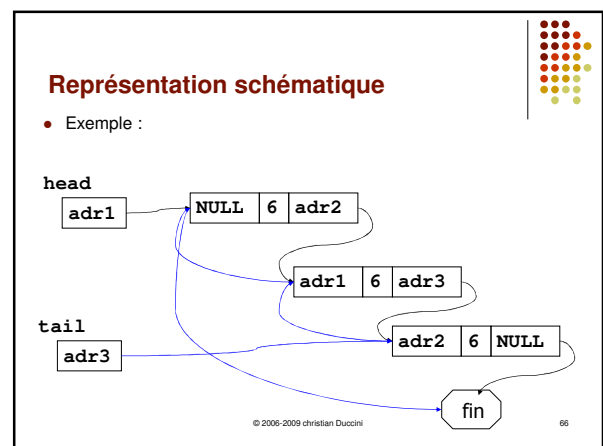 Représentation schématique
• Exemple :
head
adr1
NULL 6 adr2
adr1 6 adr3
tail
adr3
adr2 6 NULL
fin
© 2006-2009 christian Duccini
66